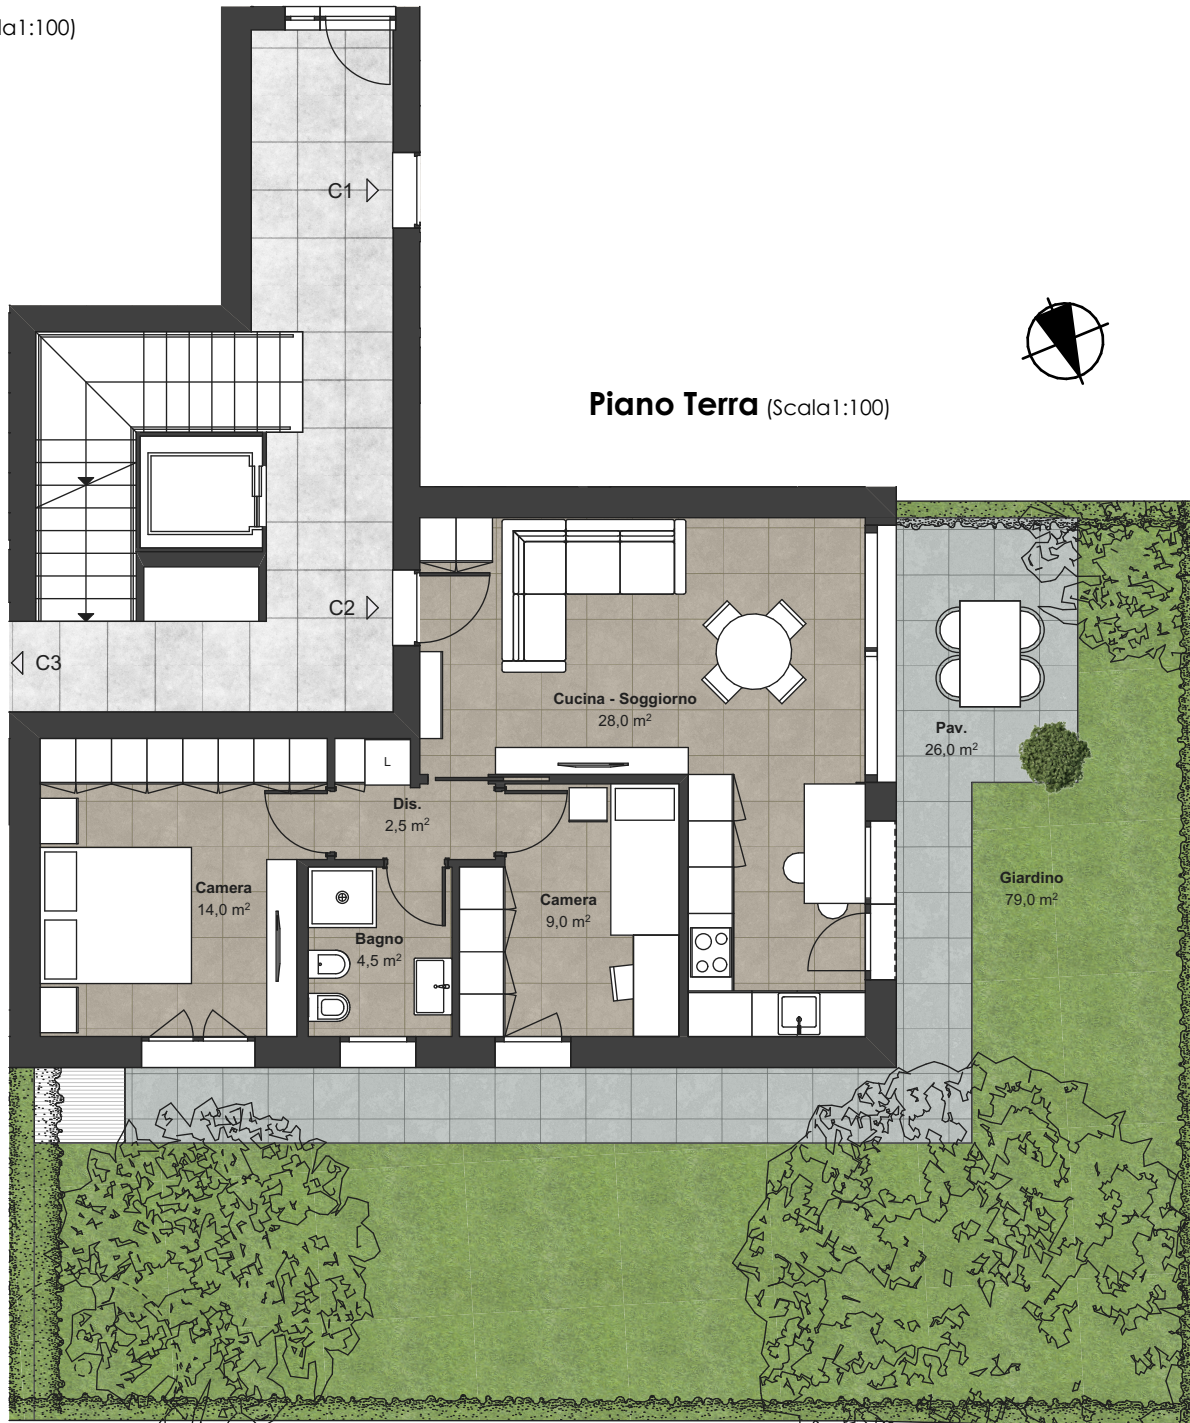 la1:100)
C1
Piano Terra (Scala1:100)
C2
C3
Cucina - Soggiorno
28,0 m²
Pav.
26,0 m²
L
Dis.
2,5 m²
Camera
14,0 m²
Camera
9,0 m²
Giardino
79,0 m²
Bagno
4,5 m²